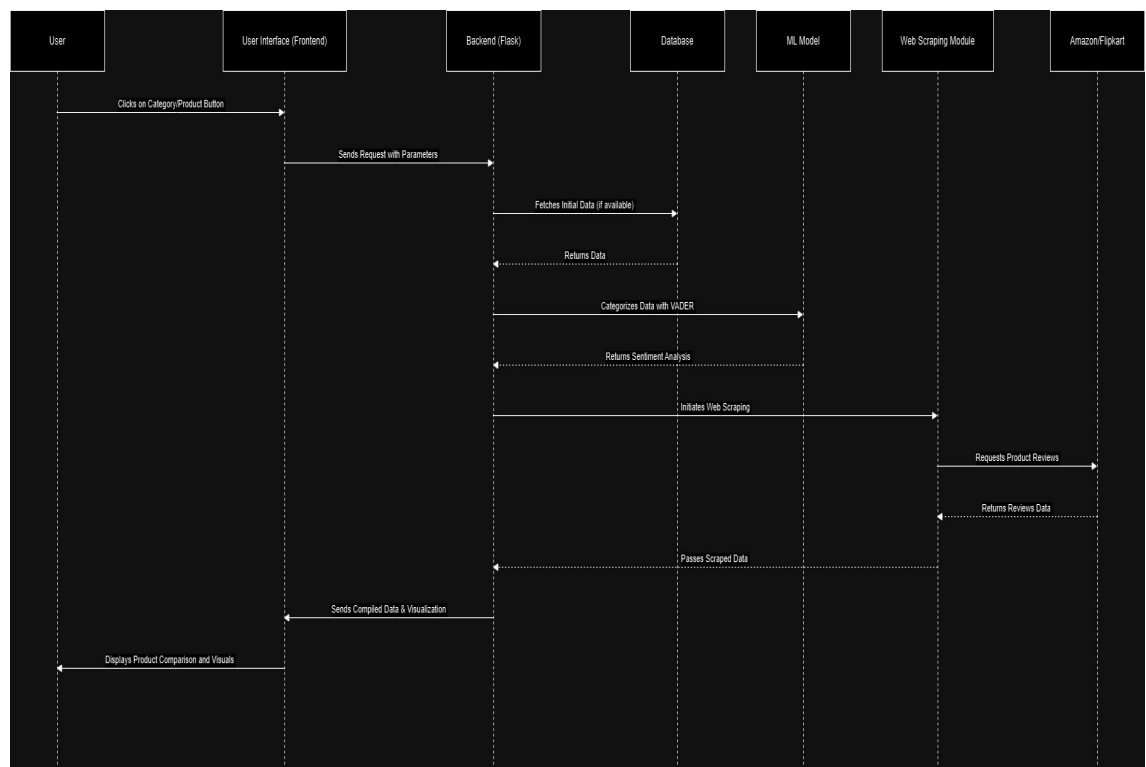 User
User Interface (Frontend)
Backend (Flask)
Database
ML Model
Web Scraping Module
Amazon/Flipkart
Clicks on Category/Product Button
Sends Request with Parameters
Fetches Initial Data (if available)
Returns Data
Categorizes Data with VADER
Returns Sentiment Analysis
Initiates Web Scraping
Requests Product Reviews
Returns Reviews Data
Passes Scraped Data
Sends Compiled Data & Visualization
Displays Product Comparison and Visuals